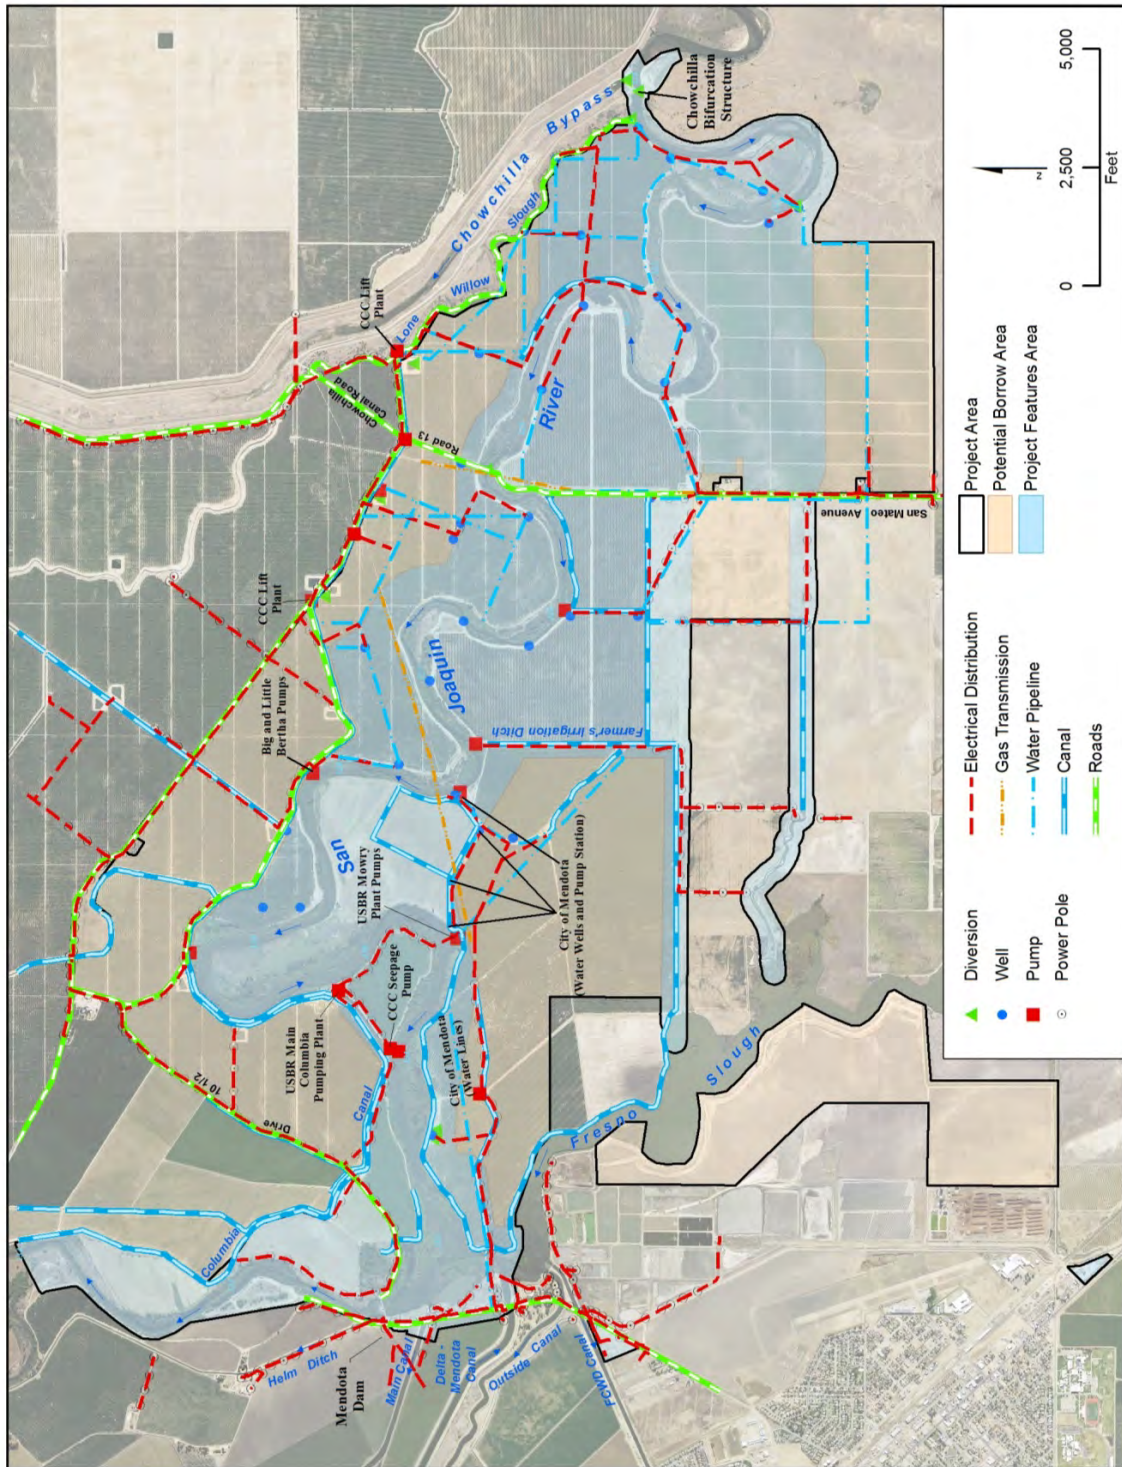 Chowchilla Bypass
Chowchilla
Bifurcation
Structure
Slough
Willow
Lone
CCC Lift
Plant
Chowchilla
Canal Road
Road 13
River
CCC Lift
Plant
Big and Little
Bertha Pumps
Joaquin
Farmer's Irrigation Ditch
San Mateo
Avenue
San
USBR Mowry
Plant Pumps
City of Mendota
(Water Wells and Pump Station)
USBR Main
Columbia
Pumping Plant
CCC Seepage
Pump
City of Mendota
(Water Lines)
Drive
10 1/2
Canal
Columbia
Fresno
Slough
Mendota
Dam
Helm Ditch
Main Canal
Delta -
Mendota
Canal
Outside Canal
FCWD Canal
Diversion
Well
Pump
Power Pole
Electrical Distribution
Gas Transmission
Water Pipeline
Canal
Roads
Project Area
Potential Borrow Area
Project Features Area
z
0
2,500
5,000
Feet